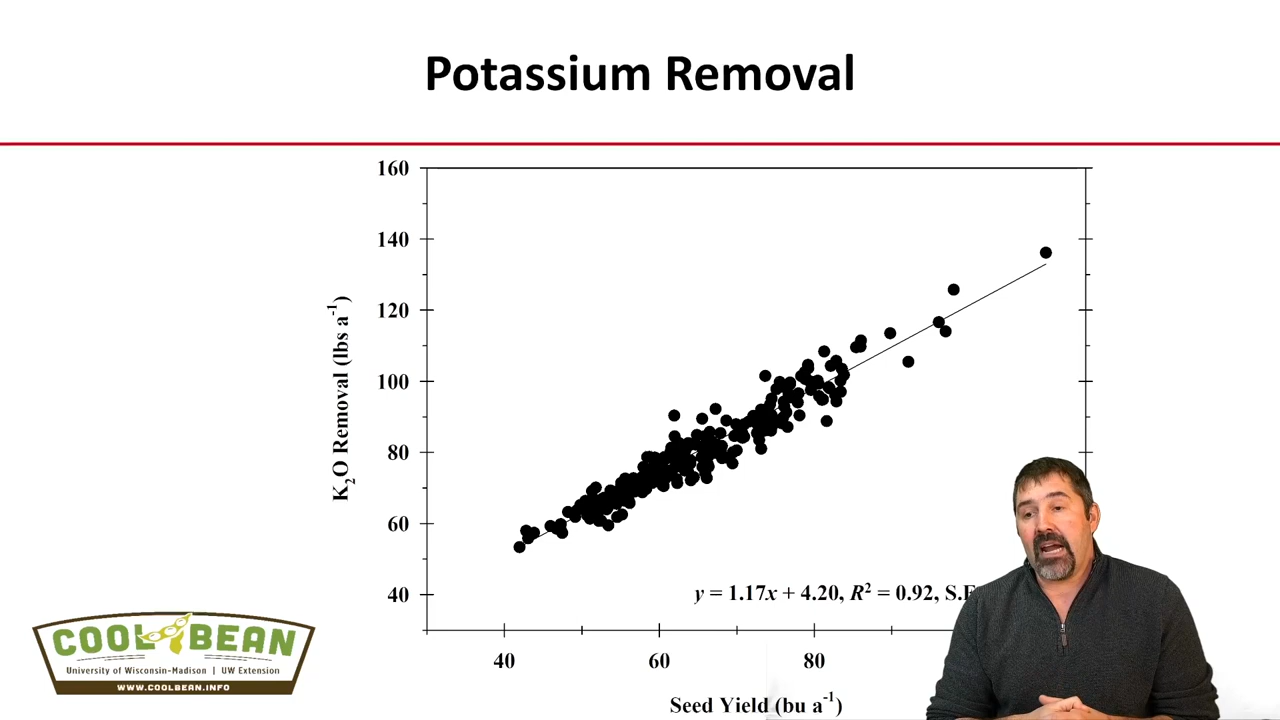 Potassium Removal
160
140
120
100
80
60
40
K₂O Removal (lbs a⁻¹)
y = 1.17x + 4.20, R² = 0.92,
40 60 80
Seed Yield (bu a⁻¹)
COOL BEAN
University of Wisconsin-Madison | UW Extension
WWW.COOLBEAN.INFO